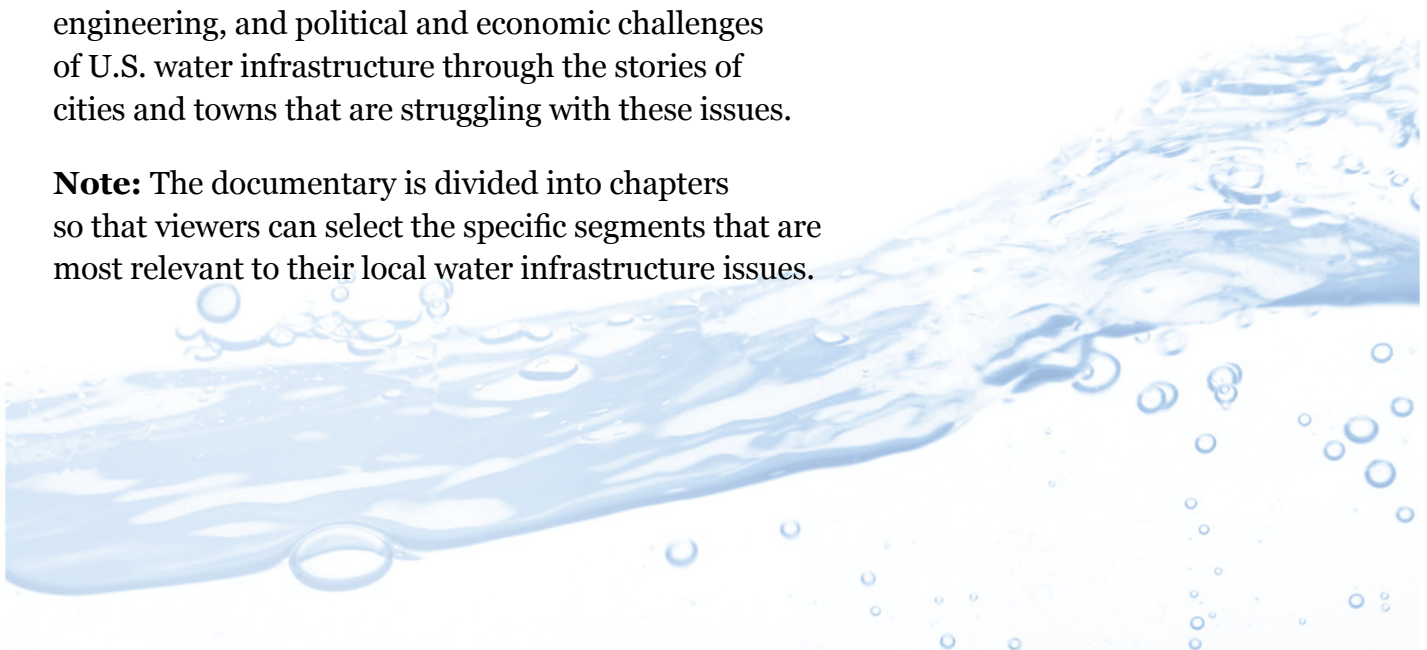 engineering, and political and economic challenges
of U.S. water infrastructure through the stories of
cities and towns that are struggling with these issues.
Note: The documentary is divided into chapters
so that viewers can select the specific segments that are
most relevant to their local water infrastructure issues.